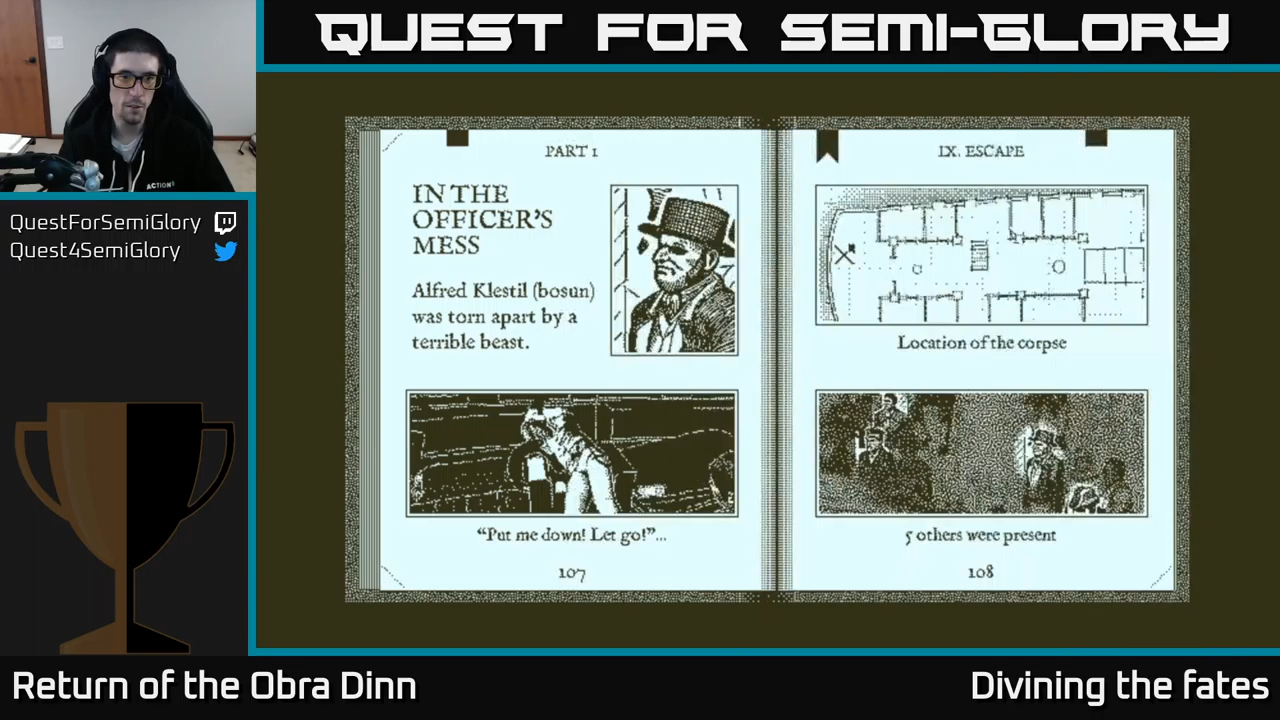 QUEST FOR SEMI-GLORY
ACTION
QuestForSemiGlory
Quest4SemiGlory
PART 1
IN THE
OFFICER'S
MESS
Alfred Klestil (bosun)
was torn apart by a
terrible beast.
"Put me down! Let go!"...
107
IX. ESCAPE
Location of the corpse
5 others were present
108
Return of the Obra Dinn
Divining the fates